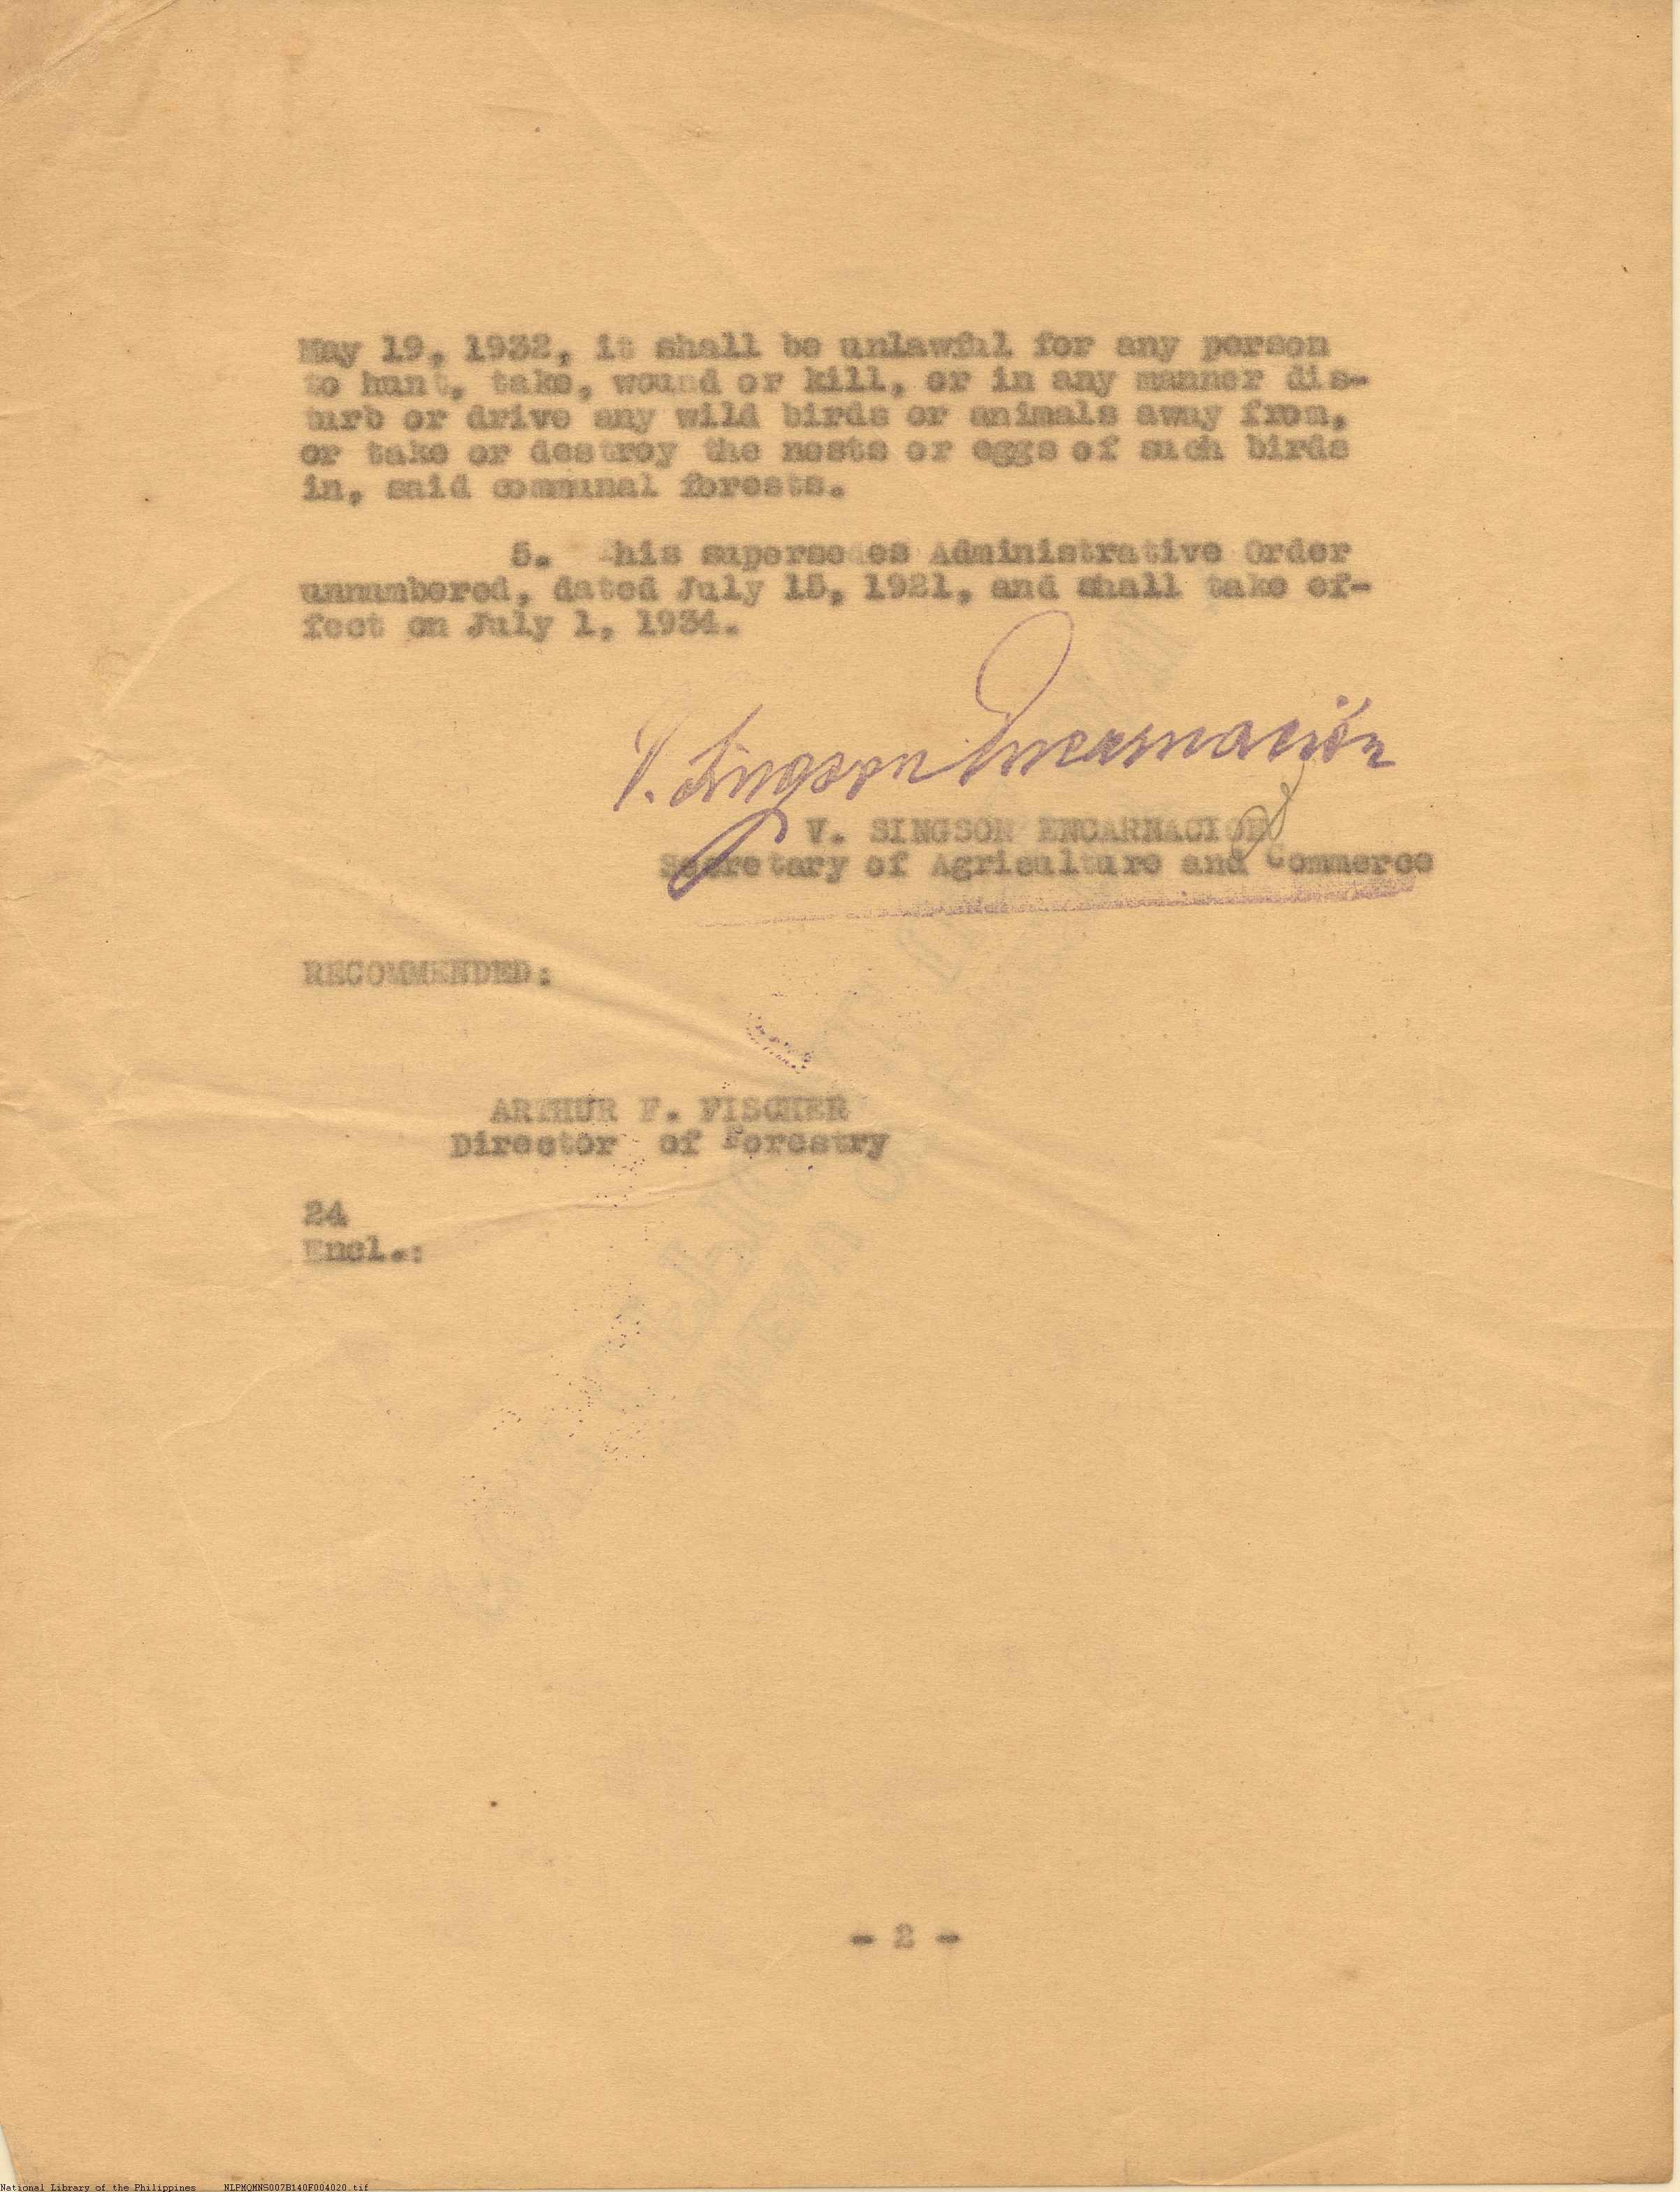 May 19, 1932, it shall be unlawful for any person
to hunt, take, wound or kill, or in any manner dis-
turb or drive any wild birds or animals away from,
or take or destroy the nests or eggs of such birds
in, said communal forests.
5. This supersedes Administrative Order
unnumbered, dated July 15, 1921, and shall take ef-
fect on July 1, 1934.
V. Singson Encarnación
V. SINGSON ENCARNACION
Secretary of Agriculture and Commerce
RECOMMENDED:
ARTHUR F. FISCHER
Director of Forestry
24
Encl.:
- 2 -
National Library of the Philippines NLPMQMNS007B140F004020.tif